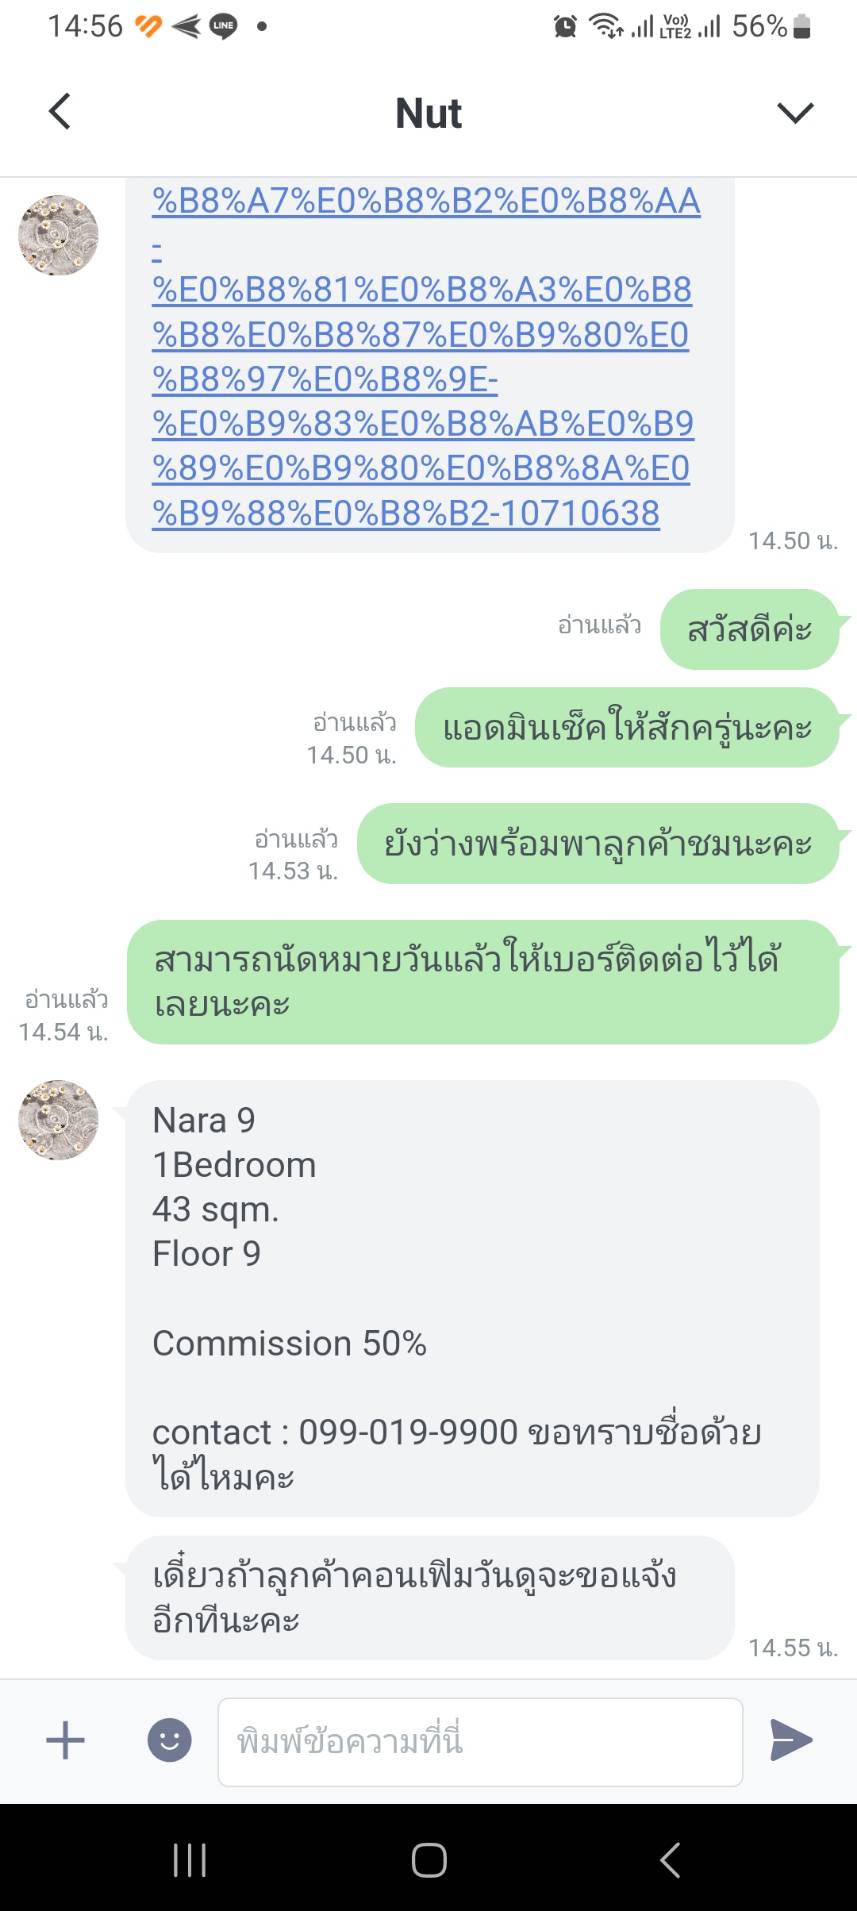 14:56 LINE Vo)) LTE2 56%
Nut
%B8%A7%E0%B8%B2%E0%B8%AA
-
%E0%B8%81%E0%B8%A3%E0%B8
%B8%E0%B8%87%E0%B9%80%E0
%B8%97%E0%B8%9E-
%E0%B9%83%E0%B8%AB%E0%B9
%89%E0%B9%80%E0%B8%8A%E0
%B9%88%E0%B8%B2-10710638
14.50 น.
อ่านแล้ว
สวัสดีค่ะ
อ่านแล้ว
14.50 น.
แอดมินเช็คให้สักครู่นะคะ
อ่านแล้ว
14.53 น.
ยังว่างพร้อมพาลูกค้าชมนะคะ
อ่านแล้ว
14.54 น.
สามารถนัดหมายวันแล้วให้เบอร์ติดต่อไว้ได้
เลยนะคะ
Nara 9
1Bedroom
43 sqm.
Floor 9
Commission 50%
contact : 099-019-9900 ขอทราบชื่อด้วย
ได้ไหมคะ
เดี๋ยวถ้าลูกค้าคอนเฟิมวันดูจะขอแจ้ง
อีกทีนะคะ
14.55 น.
พิมพ์ข้อความที่นี่